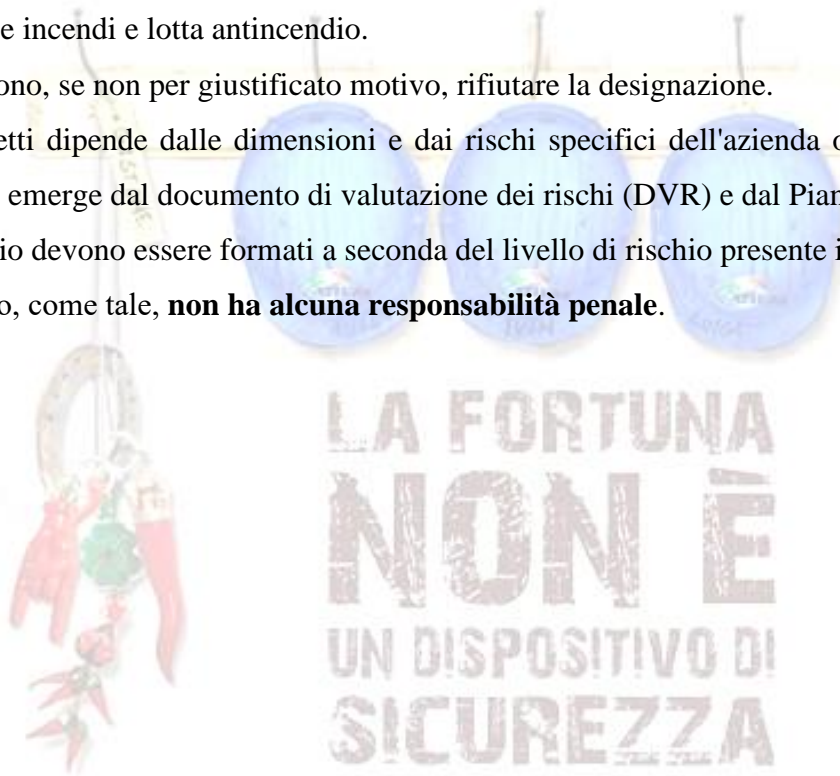 e incendi e lotta antincendio.
ono, se non per giustificato motivo, rifiutare la designazione.
etti dipende dalle dimensioni e dai rischi specifici dell'azienda o
emerge dal documento di valutazione dei rischi (DVR) e dal Pian
io devono essere formati a seconda del livello di rischio presente i
o, come tale, non ha alcuna responsabilità penale.
LA FORTUNA
NON È
UN DISPOSITIVO DI
SICUREZZA